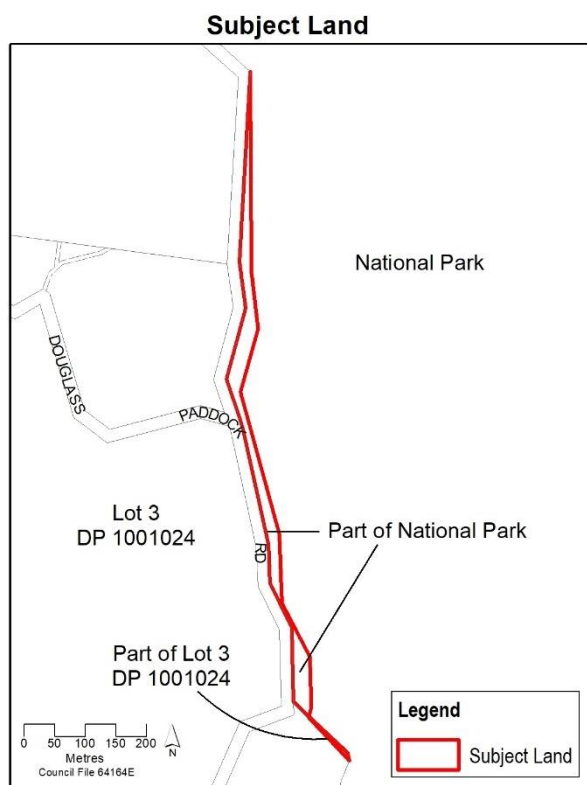 Subject Land
National Park
DOUGLASS
PADDOCK
Lot 3
DP 1001024
RD
Part of National Park
Part of Lot 3
DP 1001024
0 50 100 150 200
Metres
Council File 64164E
N
Legend
Subject Land